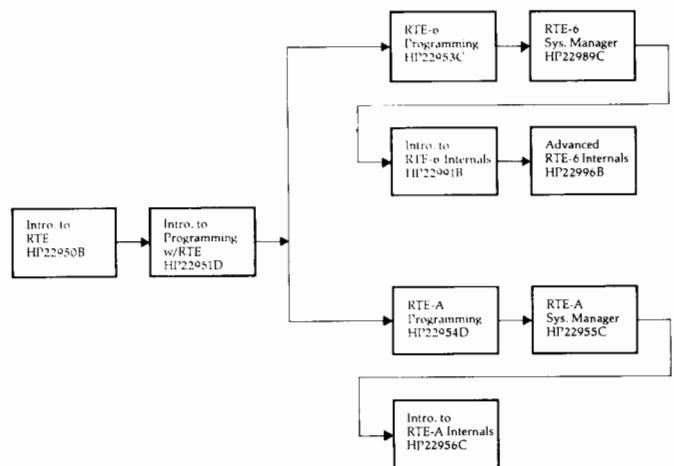 RTE-6
Programming
HP22953C
RTE-6
Sys. Manager
HP22989C
Intro. to
RTE-6 Internals
HP22991B
Advanced
RTE-6 Internals
HP22996B
Intro. to
RTE
HP22950B
Intro. to
Programming
w/RTE
HP22951D
RTE-A
Programming
HP22954D
RTE-A
Sys. Manager
HP22955C
Intro. to
RTE-A Internals
HP22956C